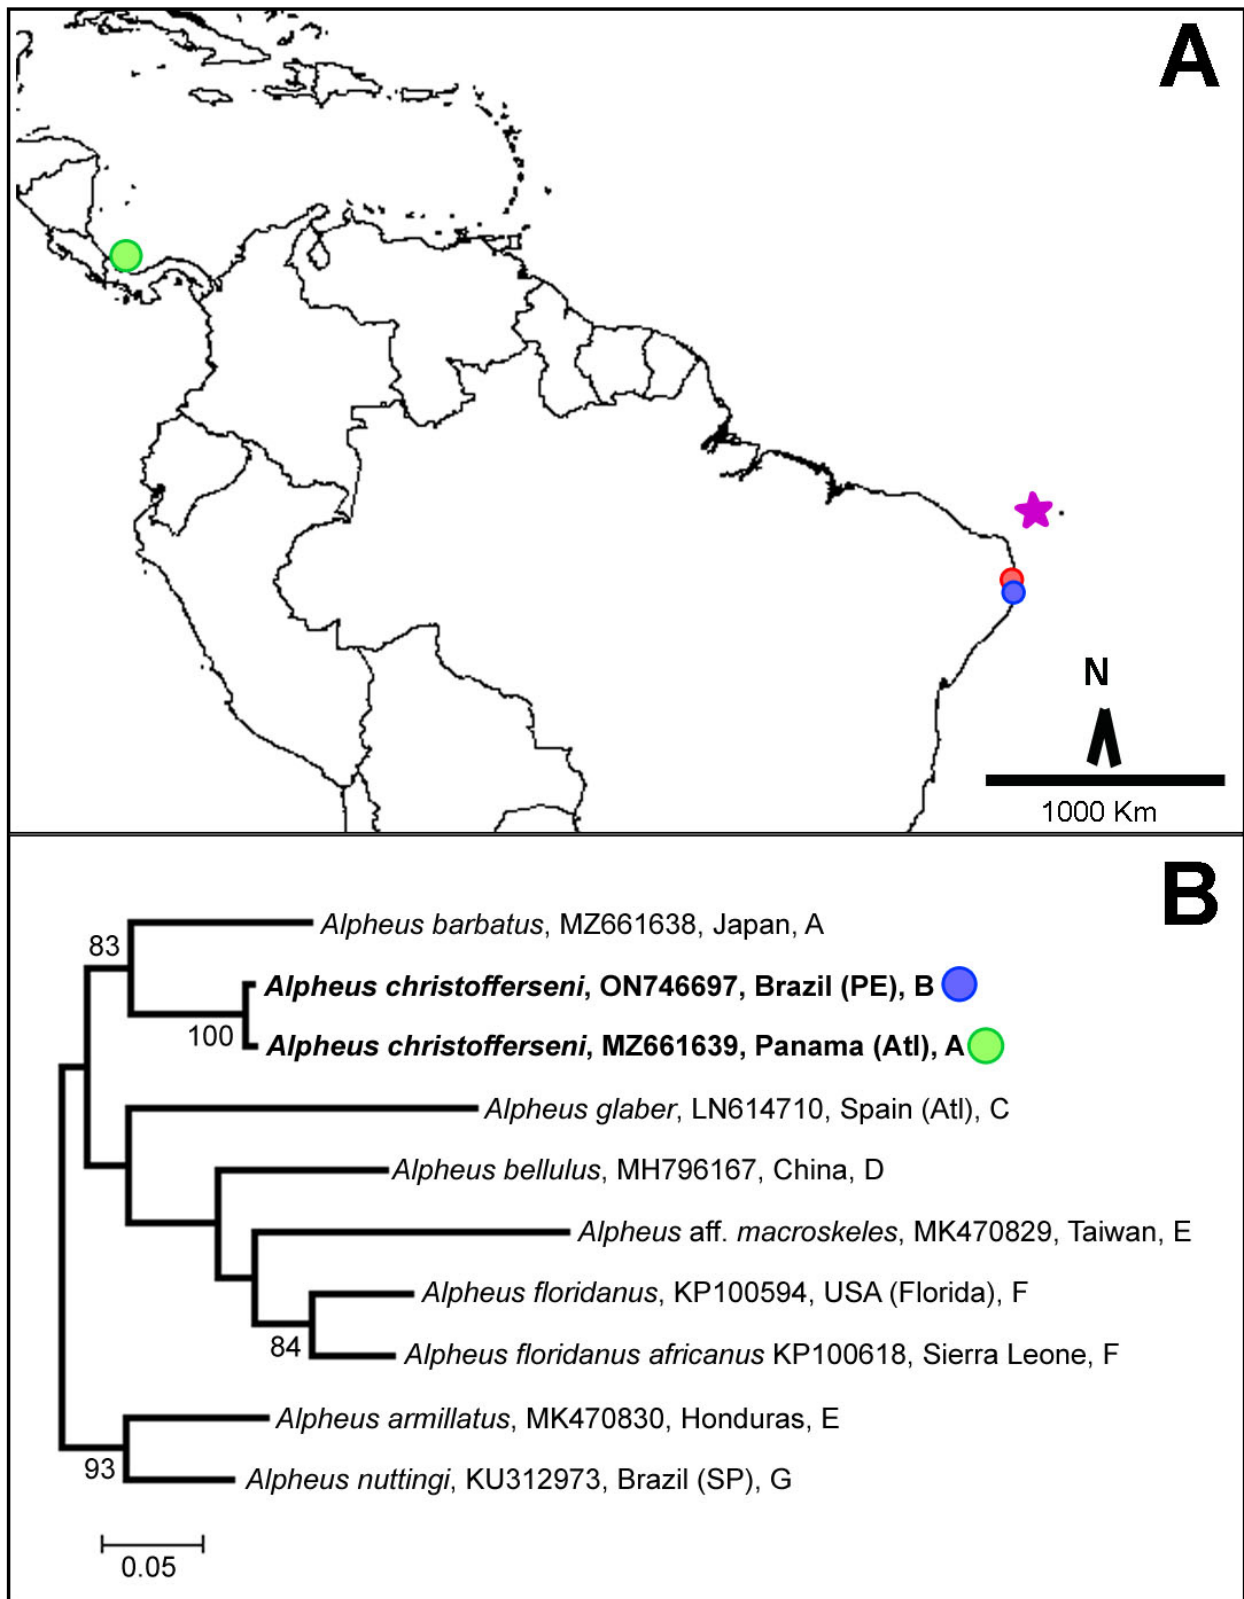 A
N
1000 Km
B
83
Alpheus barbatus, MZ661638, Japan, A
Alpheus christofferseni, ON746697, Brazil (PE), B
100
Alpheus christofferseni, MZ661639, Panama (Atl), A
Alpheus glaber, LN614710, Spain (Atl), C
Alpheus bellulus, MH796167, China, D
Alpheus aff. macroskeles, MK470829, Taiwan, E
Alpheus floridanus, KP100594, USA (Florida), F
84
Alpheus floridanus africanus KP100618, Sierra Leone, F
Alpheus armillatus, MK470830, Honduras, E
93
Alpheus nuttingi, KU312973, Brazil (SP), G
0.05